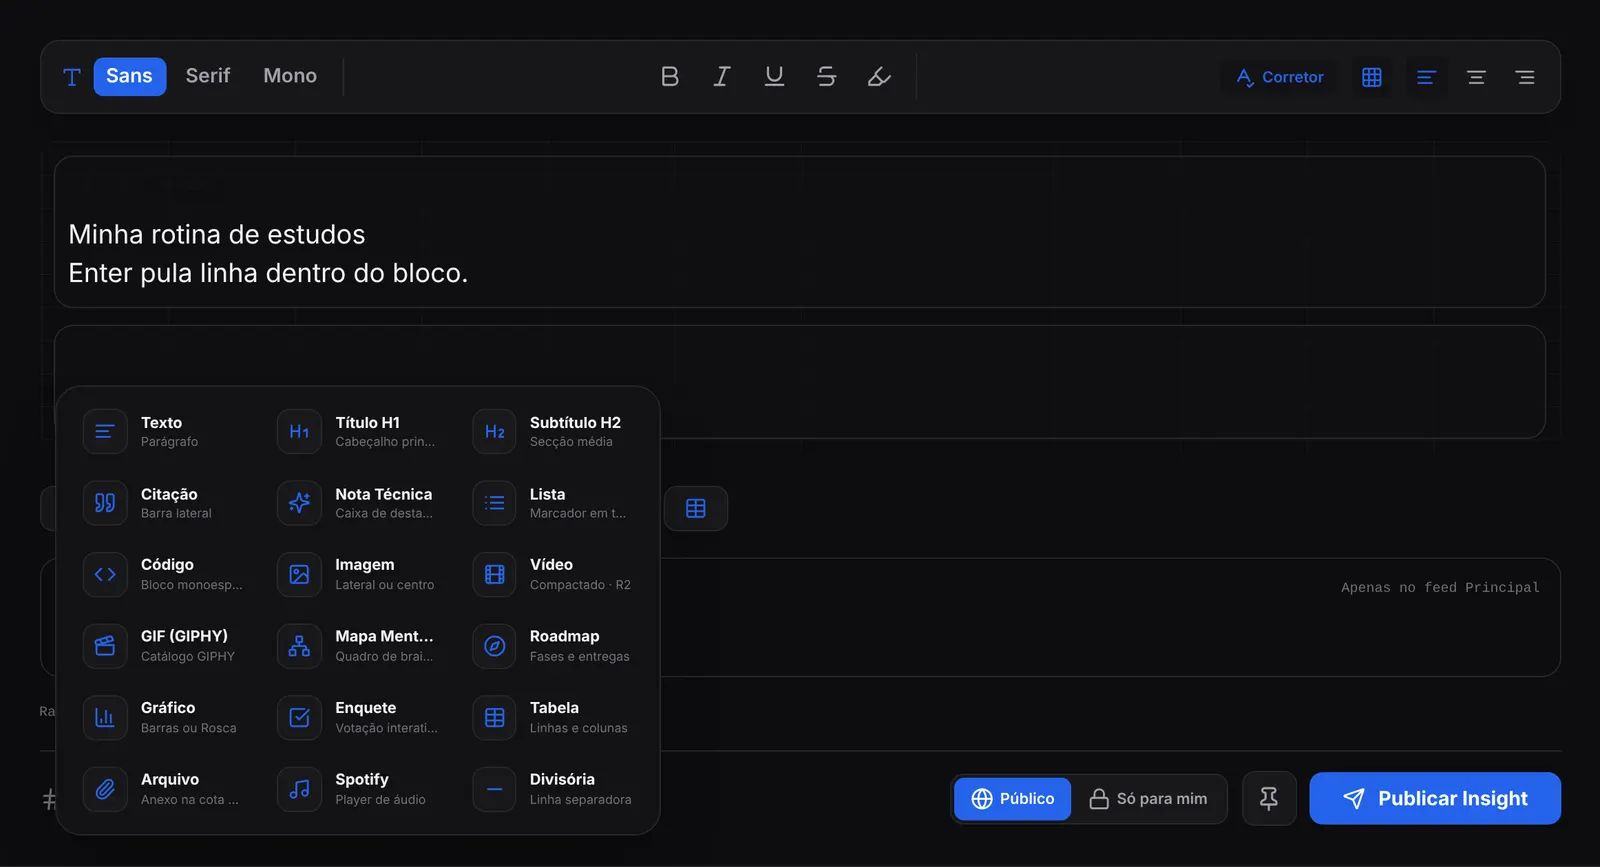 Sans Serif Mono Corretor
Minha rotina de estudos
Enter pula linha dentro do bloco.
Texto
Parágrafo
Título H1
Cabeçalho prin...
Subtítulo H2
Secção média
Citação
Barra lateral
Nota Técnica
Caixa de desta...
Lista
Marcador em t...
Código
Bloco monoesp...
Imagem
Lateral ou centro
Vídeo
Compactado · R2
Apenas no feed Principal
GIF (GIPHY)
Catálogo GIPHY
Mapa Ment...
Quadro de brai...
Roadmap
Fases e entregas
Ra
Gráfico
Barras ou Rosca
Enquete
Votação interati...
Tabela
Linhas e colunas
Arquivo
Anexo na cota ...
Spotify
Player de áudio
Divisória
Linha separadora
#
Público
Só para mim
Publicar Insight